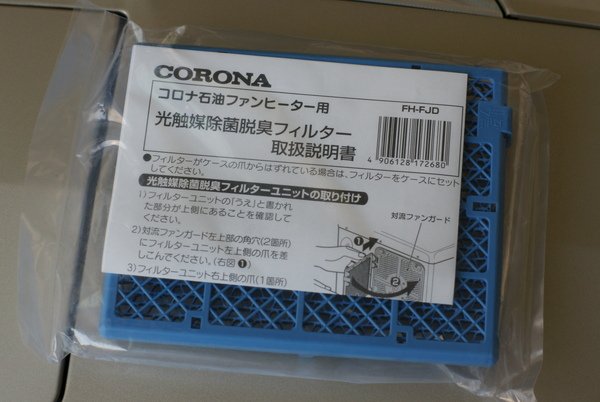 CORONA
コロナ石油ファンヒーター用
FH-FJD
光触媒除菌脱臭フィルター
取扱説明書
4 906128 172680
●フィルターがケースの爪からはずれている場合は、フィルターをケースにセット
してください。
光触媒除菌脱臭フィルターユニットの取り付け
1)フィルターユニットの「うえ」と書かれ
た部分が上側にあることを確認して
ください。
2)対流ファンガード左上部の角穴(2個所)
にフィルターユニット左上側の爪を差
しこんでください。(右図❶)
3)フィルターユニット右上側の爪(1個所)
対流ファンガード
❶
❷